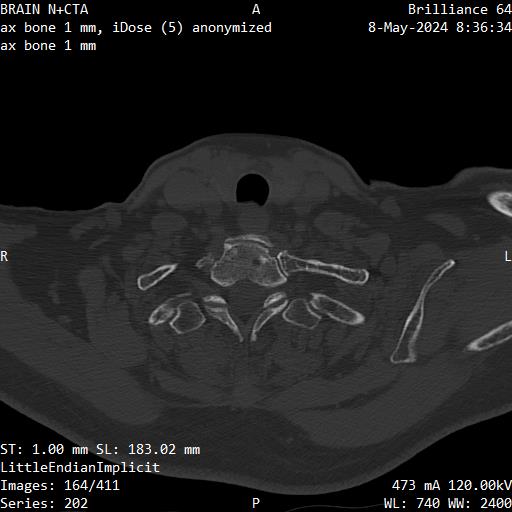 BRAIN N+CTA
A
Brilliance 64
ax bone 1 mm, iDose (5) anonymized
8-May-2024 8:36:34
ax bone 1 mm
R
L
ST: 1.00 mm SL: 183.02 mm
LittleEndianImplicit
Images: 164/411
473 mA 120.00kV
Series: 202
P
WL: 740 WW: 2400